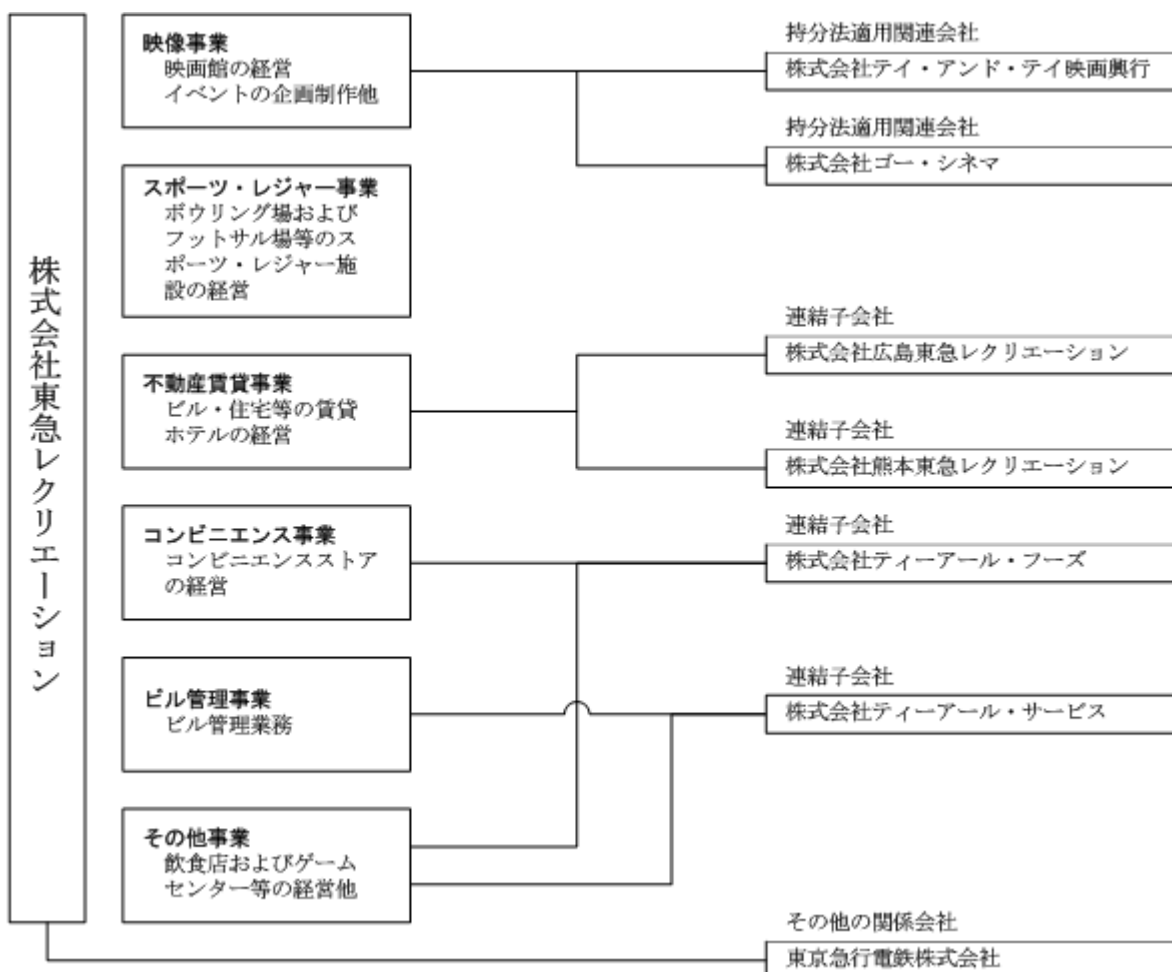 株式会社東急レクリエーション
映像事業
映画館の経営
イベントの企画制作他
スポーツ・レジャー事業
ボウリング場および
フットサル場等のス
ポーツ・レジャー施
設の経営
不動産賃貸事業
ビル・住宅等の賃貸
ホテルの経営
コンビニエンス事業
コンビニエンスストア
の経営
ビル管理事業
ビル管理業務
その他事業
飲食店およびゲーム
センター等の経営他
持分法適用関連会社
株式会社テイ・アンド・テイ映画興行
持分法適用関連会社
株式会社ゴー・シネマ
連結子会社
株式会社広島東急レクリエーション
連結子会社
株式会社熊本東急レクリエーション
連結子会社
株式会社ティーアール・フーズ
連結子会社
株式会社ティーアール・サービス
その他の関係会社
東京急行電鉄株式会社